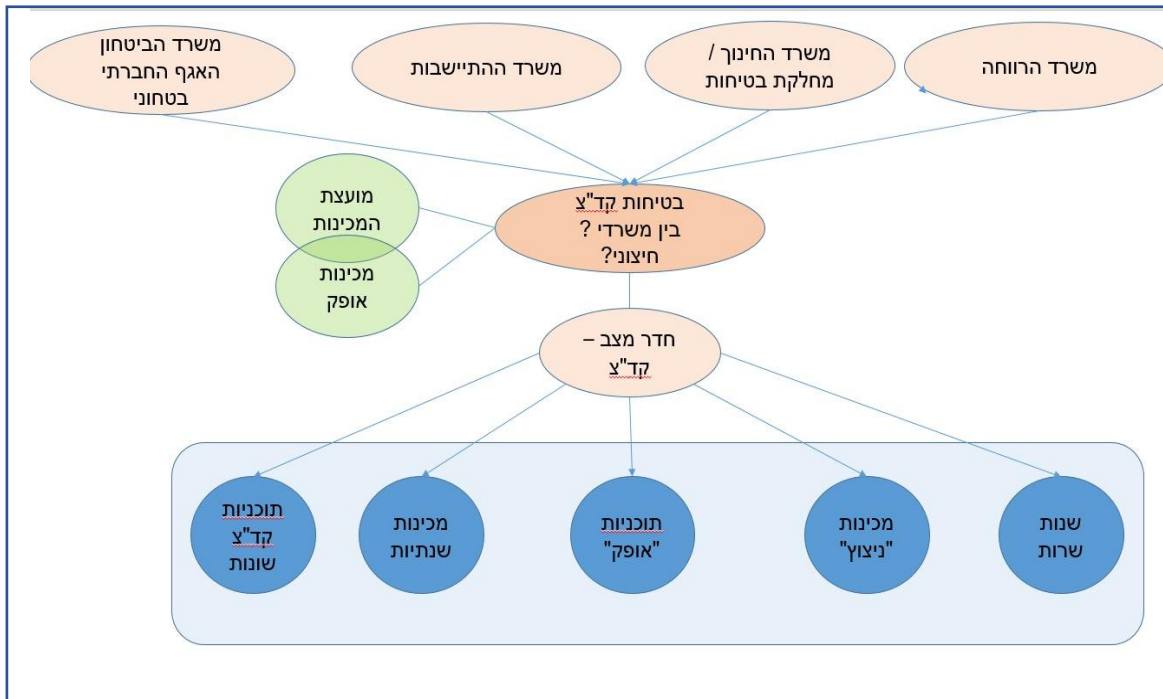 משרד הרווחה
משרד החינוך /
מחלקת בטיחות
משרד ההתיישבות
משרד הביטחון
האגף החברתי
בטחוני
בטיחות קד"צ
בין משרדי ?
חיצוני?
מועצת
המכינות
מכינות
אופק
חדר מצב –
קד"צ
שנות
שרות
מכינות
"ניצוץ"
תוכניות
"אופק"
מכינות
שנתיות
תוכניות
קד"צ
שונות